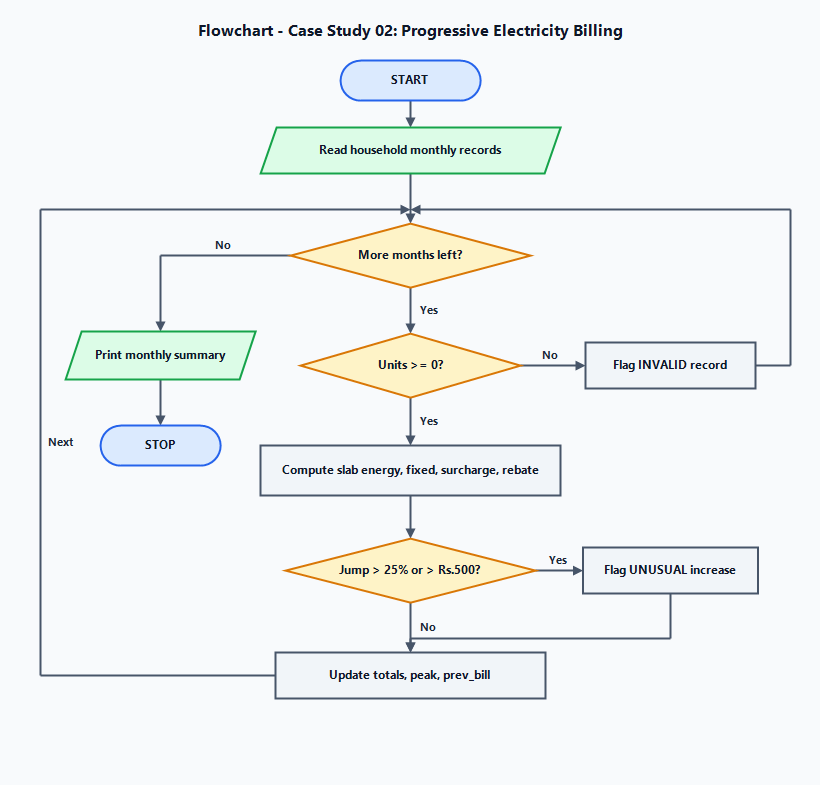 Flowchart - Case Study 02: Progressive Electricity Billing
START
Read household monthly records
No
More months left?
Yes
Print monthly summary
Units >= 0?
No
Flag INVALID record
Yes
Next
STOP
Compute slab energy, fixed, surcharge, rebate
Jump > 25% or > Rs.500?
Yes
Flag UNUSUAL increase
No
Update totals, peak, prev_bill